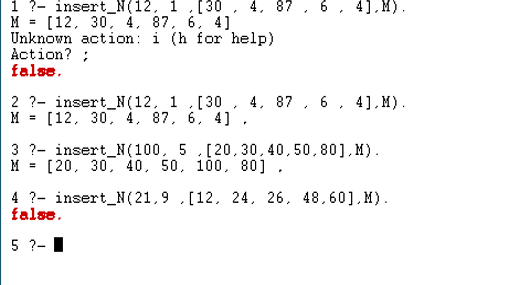 1 ?- insert_N(12, 1 ,[30 , 4, 87 , 6 , 4],M).
M = [12, 30, 4, 87, 6, 4]
Unknown action: i (h for help)
Action? ;
false.
2 ?- insert_N(12, 1 ,[30 , 4, 87 , 6 , 4],M).
M = [12, 30, 4, 87, 6, 4] .
3 ?- insert_N(100, 5 ,[20,30,40,50,80],M).
M = [20, 30, 40, 50, 100, 80] .
4 ?- insert_N(21,9 ,[12, 24, 26, 48,60],M).
false.
5 ?-